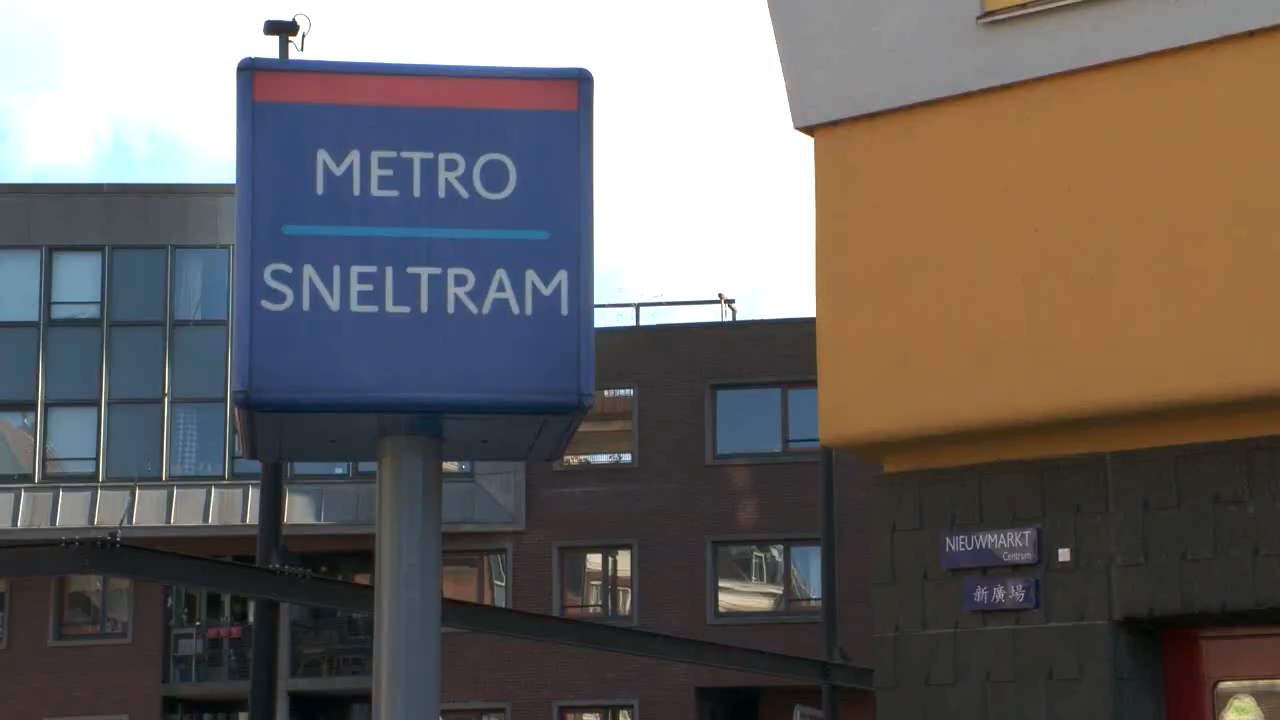 METRO
SNELTRAM
NIEUWMARKT
Centrum
新廣場